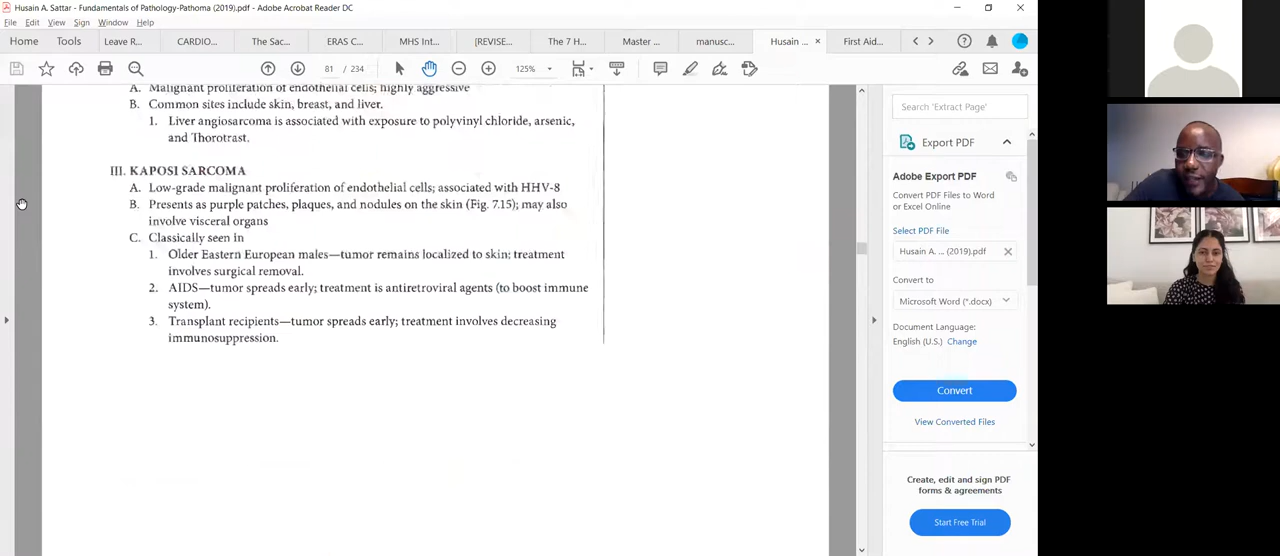 Husain A. Sattar - Fundamentals of Pathology-Pathoma (2019).pdf - Adobe Acrobat Reader DC
File Edit View Sign Window Help
Home Tools Leave R... CARDIO... The Sac... ERAS C... MHS Int... [REVISE... The 7 H... Master ... manusc... Husain ... × First Aid...
81 / 234 125%
A. Malignant proliferation of endothelial cells; highly aggressive
B. Common sites include skin, breast, and liver.
1. Liver angiosarcoma is associated with exposure to polyvinyl chloride, arsenic,
and Thorotrast.
III. KAPOSI SARCOMA
A. Low-grade malignant proliferation of endothelial cells; associated with HHV-8
B. Presents as purple patches, plaques, and nodules on the skin (Fig. 7.15); may also
involve visceral organs
C. Classically seen in
1. Older Eastern European males—tumor remains localized to skin treatment
involves surgical removal.
2. AIDS—tumor spreads early; treatment is antiretroviral agents (to boost immune
system).
3. Transplant recipients—tumor spreads early; treatment involves decreasing
immunosuppression.
Search 'Extract Page'
Export PDF
Adobe Export PDF
Convert PDF Files to Word
or Excel Online
Select PDF File
Husain A. ... (2019).pdf
Convert to
Microsoft Word (*.docx)
Document Language:
English (U.S.) Change
Convert
View Converted Files
Create, edit and sign PDF
forms & agreements
Start Free Trial